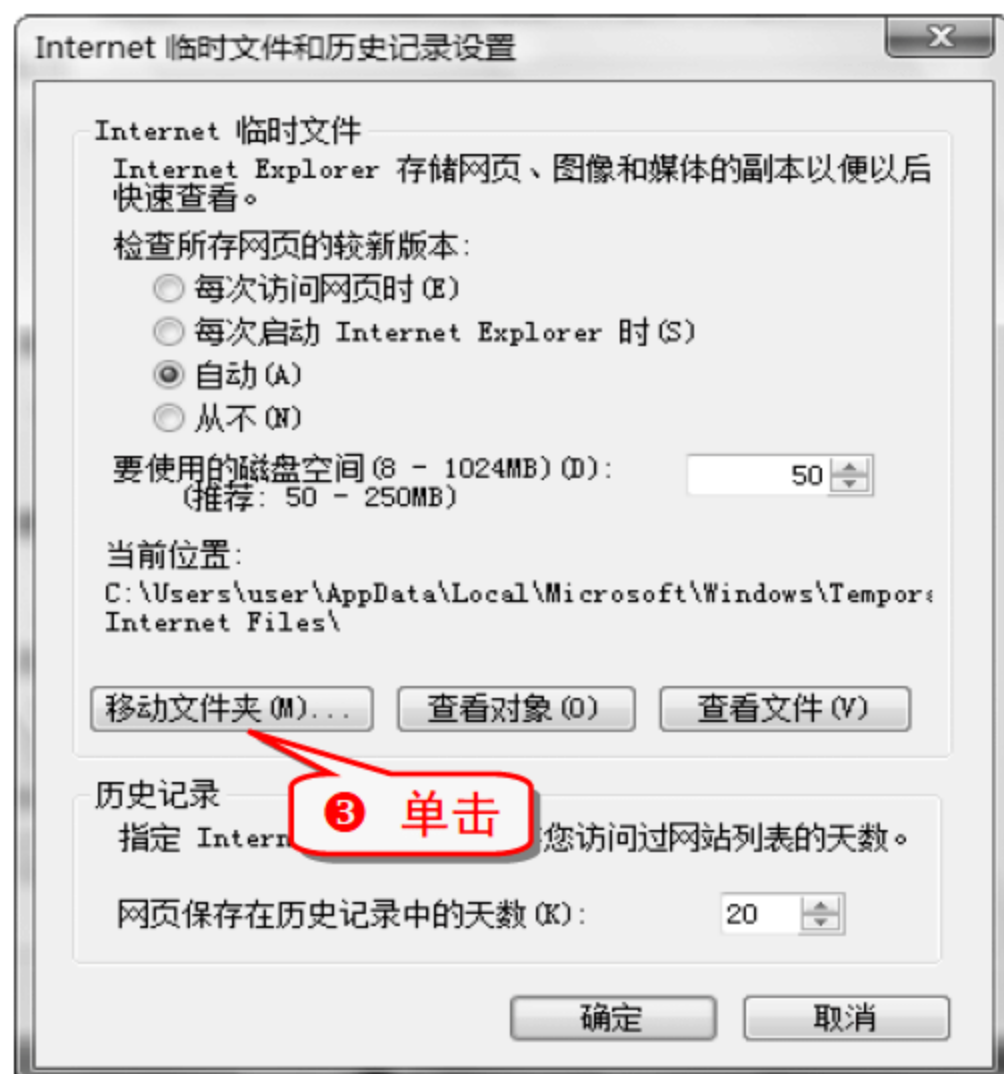 Internet 临时文件和历史记录设置
Internet 临时文件
Internet Explorer 存储网页、图像和媒体的副本以便以后
快速查看。
检查所存网页的较新版本:
每次访问网页时(E)
每次启动 Internet Explorer 时(S)
自动(A)
从不(N)
要使用的磁盘空间(8 - 1024MB)(D): 50
(推荐: 50 - 250MB)
当前位置:
C:\Users\user\AppData\Local\Microsoft\Windows\Tempora
Internet Files\
移动文件夹(M)... 查看对象(O) 查看文件(V)
❸ 单击
历史记录
指定 Intern 您访问过网站列表的天数。
网页保存在历史记录中的天数(K): 20
确定 取消